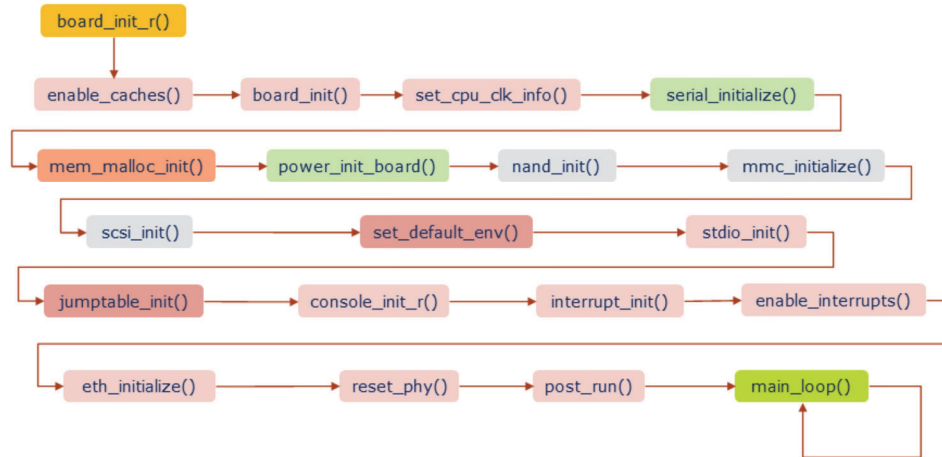 board_init_r()
enable_caches() board_init() set_cpu_clk_info() serial_initialize()
mem_malloc_init() power_init_board() nand_init() mmc_initialize()
scsi_init() set_default_env() stdio_init()
jumptable_init() console_init_r() interrupt_init() enable_interrupts()
eth_initialize() reset_phy() post_run() main_loop()